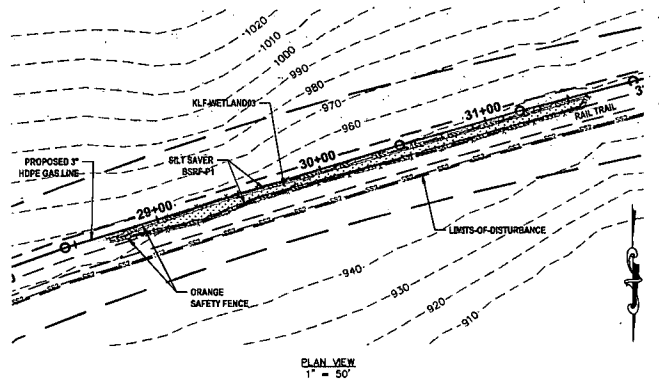 1020
1010
1000
990
980
970
960
KLF-WETLAND03
31+00
RAIL TRAIL
30+00
PROPOSED 3"
HDPE GAS LINE
SILT SAVER
BSRF-P1
29+00
LIMITS-OF-DISTURBANCE
ORANGE
SAFETY FENCE
940
930
920
910
PLAN VIEW
1" = 50'